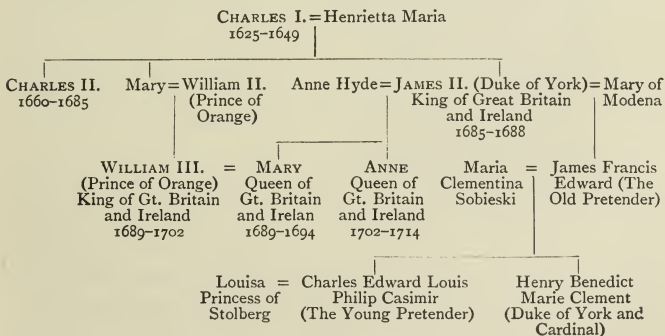 CHARLES I. = Henrietta Maria
1625–1649
CHARLES II. Mary = William II. Anne Hyde = JAMES II. (Duke of York) = Mary of
1660–1685 (Prince of King of Great Britain Modena
Orange) and Ireland
1685–1688
WILLIAM III. = MARY ANNE Maria = James Francis
(Prince of Orange) Queen of Queen of Clementina Edward (The
King of Gt. Britain Gt. Britain Gt. Britain Sobieski Old Pretender)
and Ireland and Irelan and Ireland
1689–1702 1689–1694 1702–1714
Louisa = Charles Edward Louis Henry Benedict
Princess of Philip Casimir Marie Clement
Stolberg (The Young Pretender) (Duke of York and
Cardinal)